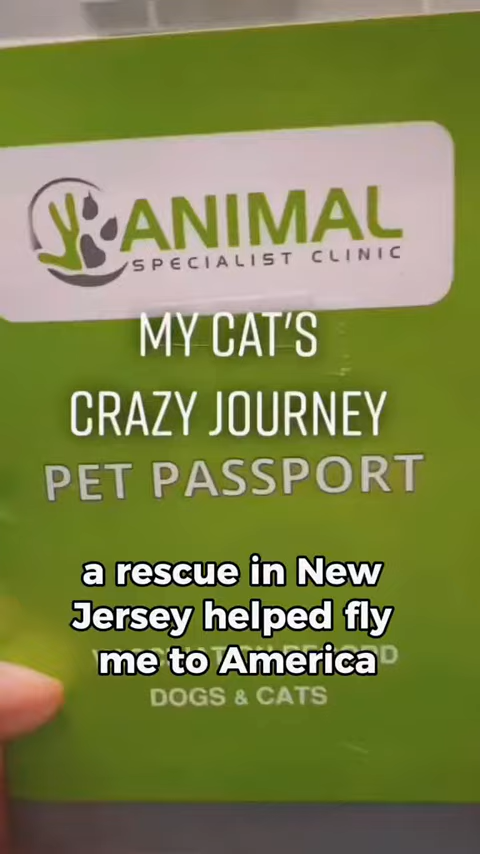 ANIMAL
SPECIALIST CLINIC
MY CAT'S
CRAZY JOURNEY
PET PASSPORT
a rescue in New
Jersey helped fly
me to America
DOGS & CATS